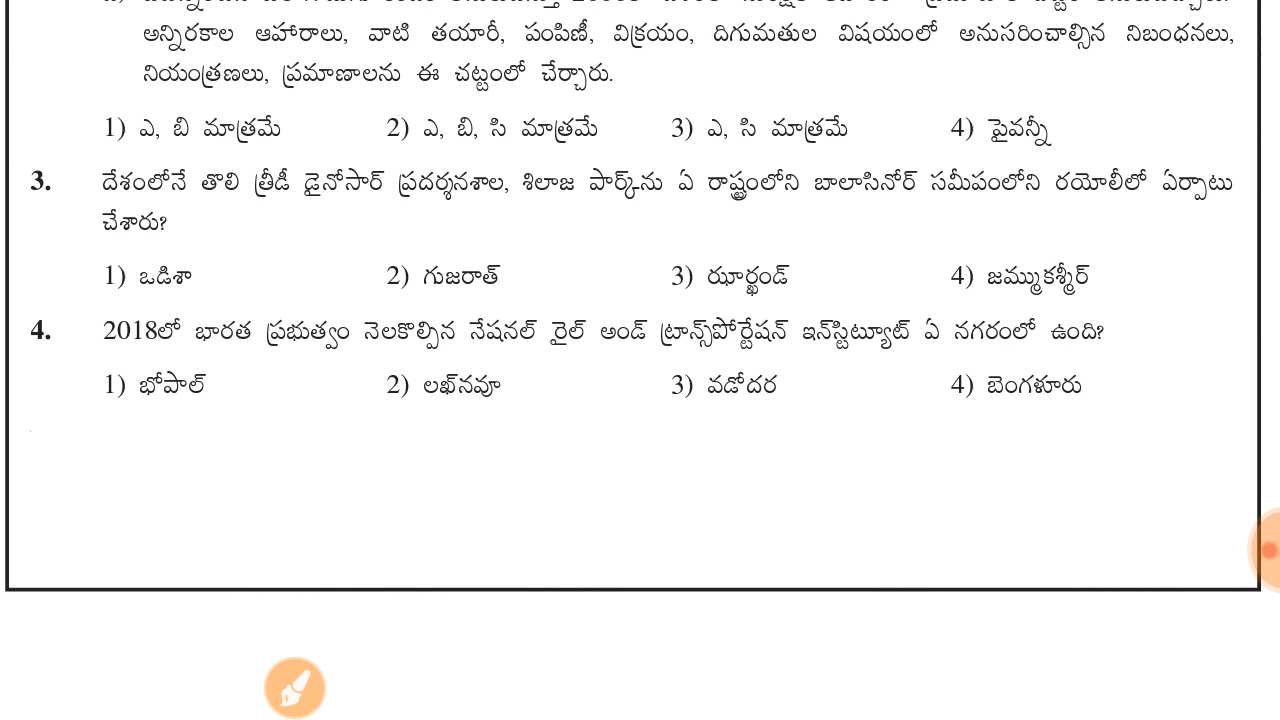 అన్నిరకాల ఆహారాలు, వాటి తయారీ, పంపిణీ, విక్రయం, దిగుమతుల విషయంలో అనుసరించాల్సిన నిబంధనలు,
నియంత్రణలు, ప్రమాణాలను ఈ చట్టంలో చేర్చారు.
1) ఎ, బి మాత్రమే 2) ఎ, బి, సి మాత్రమే 3) ఎ, సి మాత్రమే 4) పైవన్నీ
3. దేశంలోనే తొలి త్రీడీ డైనోసార్ ప్రదర్శనశాల, శిలాజ పార్క్‌ను ఏ రాష్ట్రంలోని బాలాసినోర్ సమీపంలోని రయోలీలో ఏర్పాటు
చేశారు?
1) ఒడిశా 2) గుజరాత్ 3) ఝార్ఖండ్ 4) జమ్ముకశ్మీర్
4. 2018లో భారత ప్రభుత్వం నెలకొల్పిన నేషనల్ రైల్ అండ్ ట్రాన్స్‌పోర్టేషన్ ఇన్‌స్టిట్యూట్ ఏ నగరంలో ఉంది?
1) భోపాల్ 2) లఖ్‌నవూ 3) వడోదర 4) బెంగళూరు